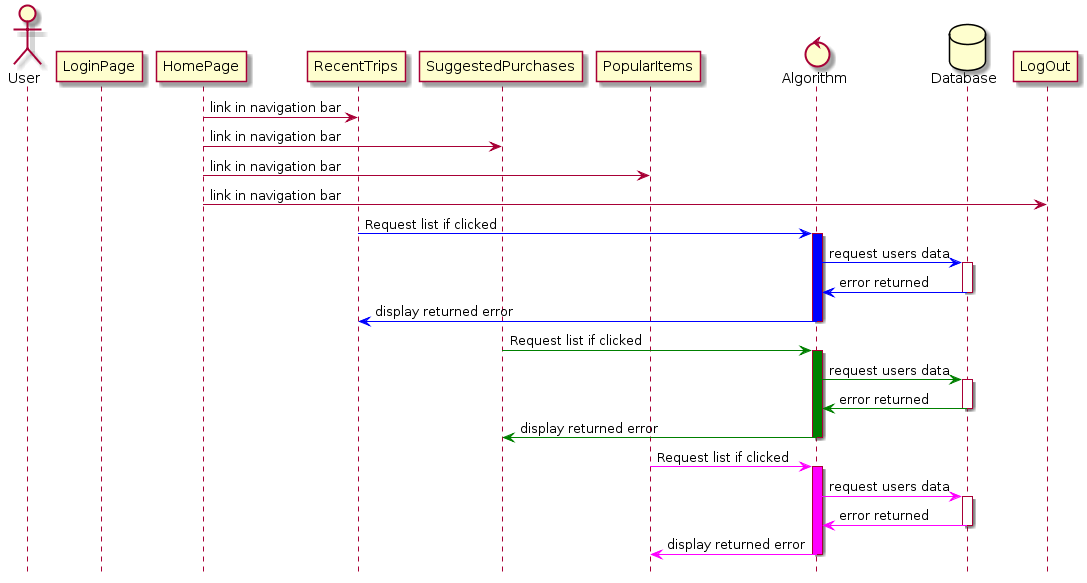 User
LoginPage
HomePage
RecentTrips
SuggestedPurchases
PopularItems
Algorithm
Database
LogOut
link in navigation bar
link in navigation bar
link in navigation bar
link in navigation bar
Request list if clicked
request users data
error returned
display returned error
Request list if clicked
request users data
error returned
display returned error
Request list if clicked
request users data
error returned
display returned error